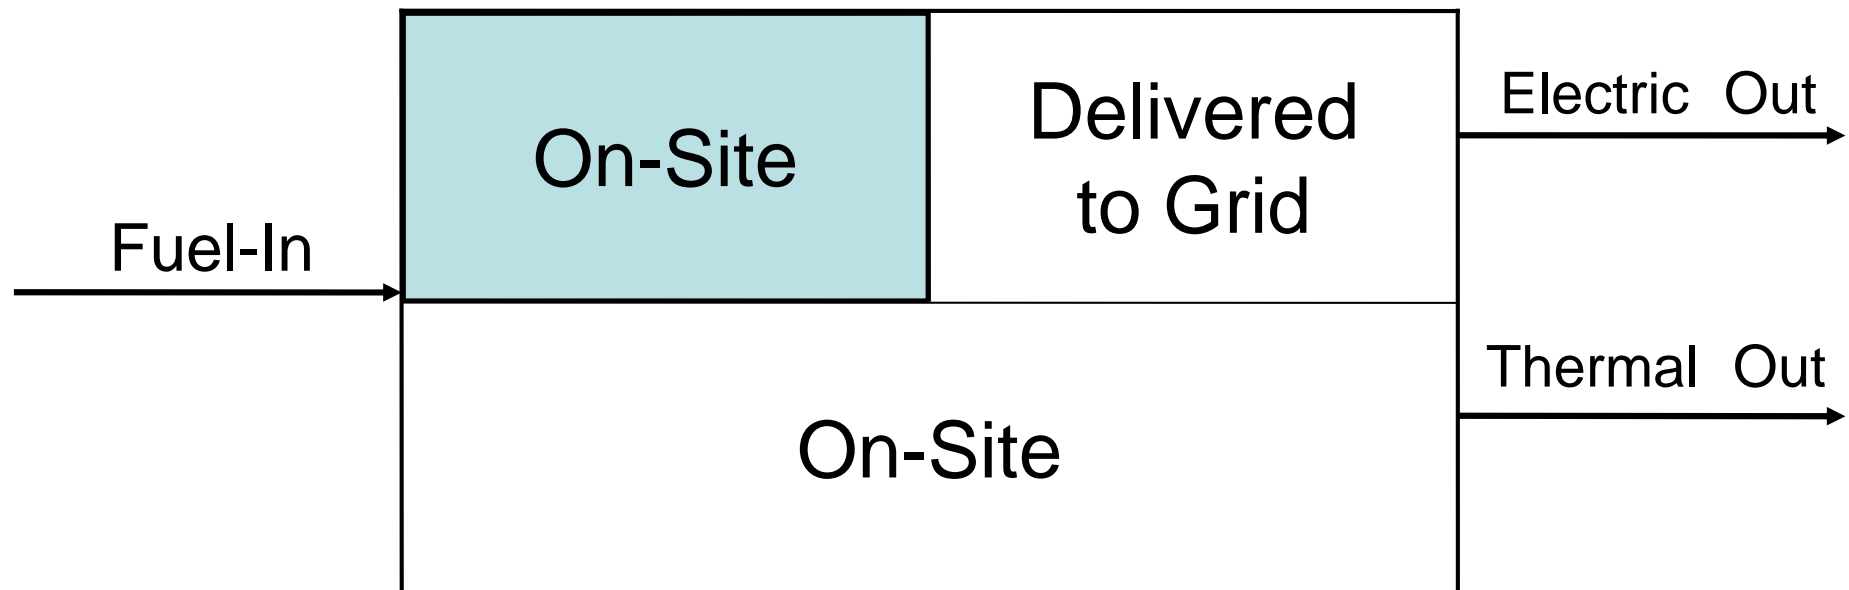 Fuel-In
On-Site
Delivered
to Grid
Electric Out
Thermal Out
On-Site